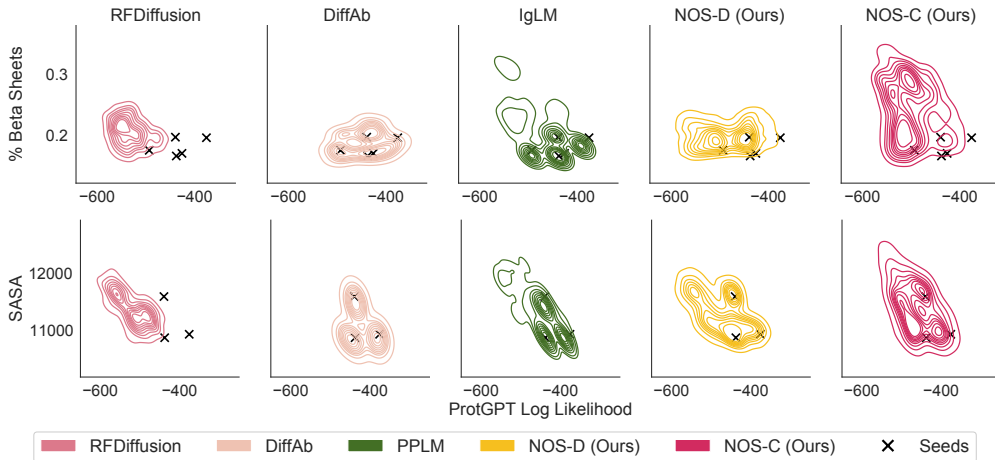 RFDiffusion DiffAb IgLM NOS-D (Ours) NOS-C (Ours)
% Beta Sheets
0.3
0.2
−600 −400 −600 −400 −600 −400 −600 −400 −600 −400
SASA
12000
11000
−600 −400 −600 −400 −600 −400 −600 −400 −600 −400
ProtGPT Log Likelihood
RFDiffusion DiffAb PPLM NOS-D (Ours) NOS-C (Ours) Seeds